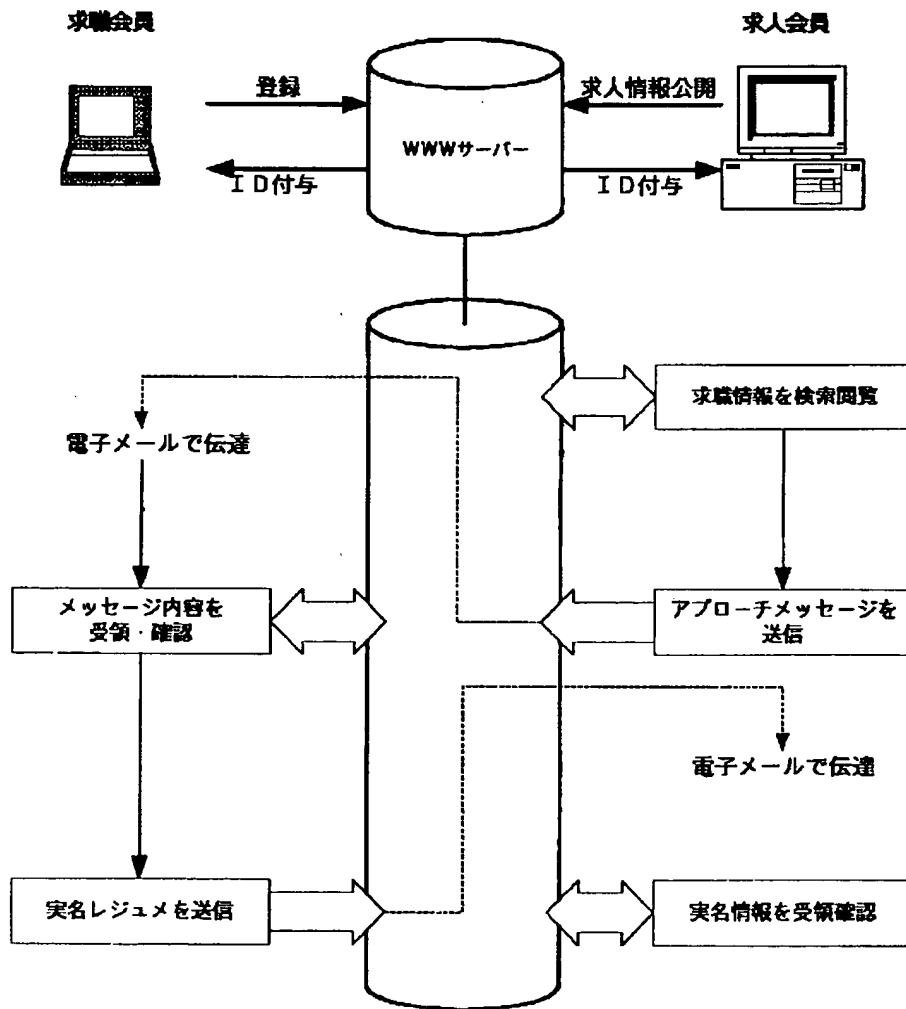 求職会員
求人会員
登録
求人情報公開
WWWサーバー
ＩＤ付与
ＩＤ付与
求職情報を検索閲覧
電子メールで伝達
メッセージ内容を
受領・確認
アプローチメッセージを
送信
電子メールで伝達
実名レジュメを送信
実名情報を受領確認